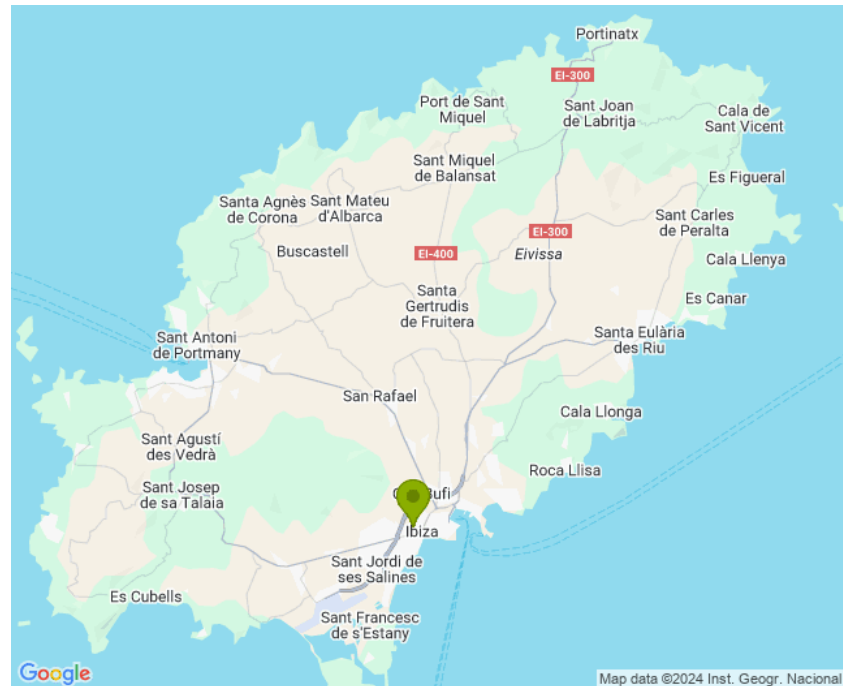 Portinatx
EI-300
Port de Sant
Miquel
Sant Joan
de Labritja
Cala de
Sant Vicent
Sant Miquel
de Balansat
Es Figueral
Santa Agnès
de Corona
Sant Mateu
d'Albarca
Sant Carles
de Peralta
EI-300
Buscastell
EI-400
Eivissa
Cala Llenya
Santa
Gertrudis
de Fruitera
Es Canar
Sant Antoni
de Portmany
Santa Eulària
des Riu
San Rafael
Cala Llonga
Sant Agustí
des Vedrà
Roca Llisa
Sant Josep
de sa Talaia
Bufi
Ibiza
Sant Jordi de
ses Salines
Es Cubells
Sant Francesc
de s'Estany
Google
Map data ©2024 Inst. Geogr. Nacional